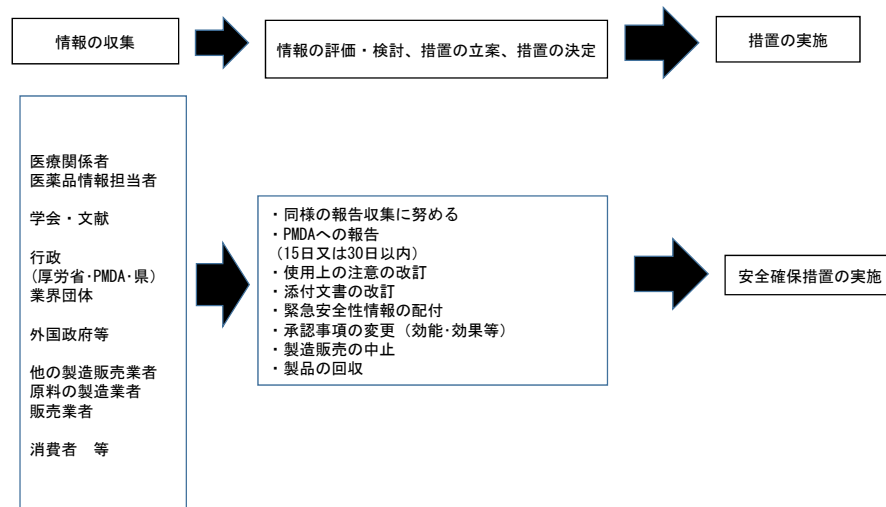 情報の収集
情報の評価・検討、措置の立案、措置の決定
措置の実施
医療関係者
医薬品情報担当者
学会・文献
行政
(厚労省・PMDA・県)
業界団体
外国政府等
他の製造販売業者
原料の製造業者
販売業者
消費者　等
・同様の報告収集に努める
・PMDAへの報告
(15日又は30日以内)
・使用上の注意の改訂
・添付文書の改訂
・緊急安全性情報の配付
・承認事項の変更（効能・効果等）
・製造販売の中止
・製品の回収
安全確保措置の実施